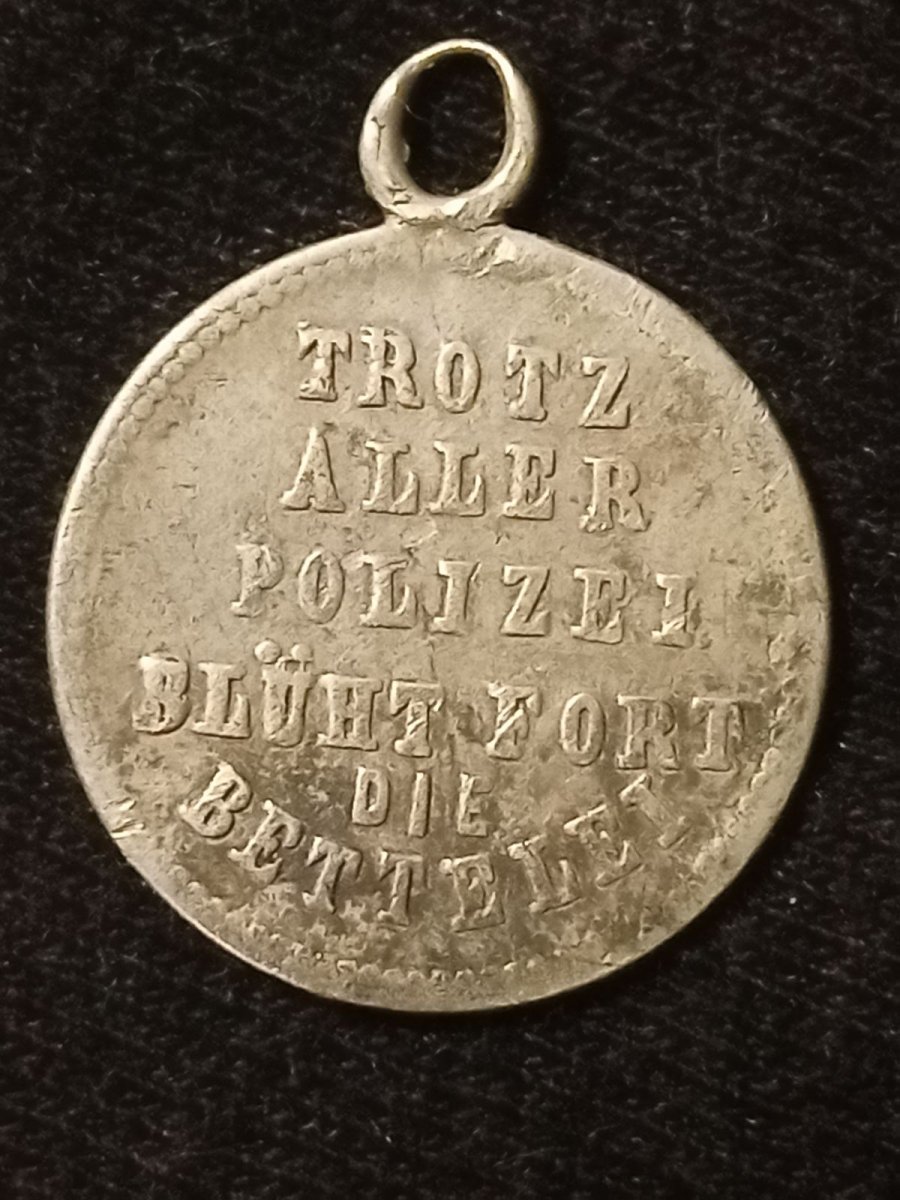 TROTZ
ALLER
POLIZEI
BLÜHT FORT
DIE
BETTELEI